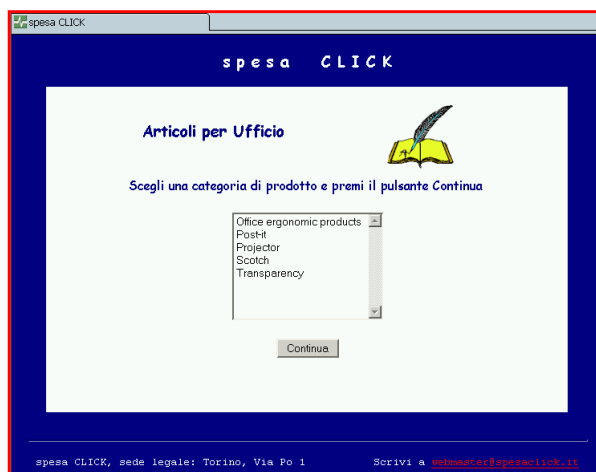 spesa CLICK
spesa CLICK
Articoli per Ufficio
Scegli una categoria di prodotto e premi il pulsante Continua
Office ergonomic products
Post-it
Projector
Scotch
Transparency
Continua
spesa CLICK, sede legale: Torino, Via Po 1 Scrivi a webmaster@spesaclick.it